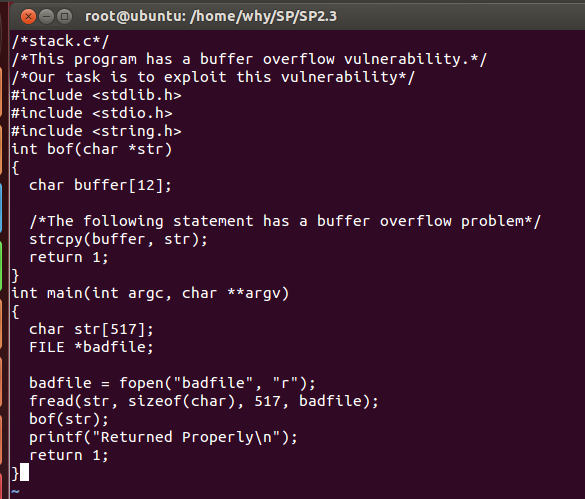 root@ubuntu: /home/why/SP/SP2.3
/*stack.c*/
/*This program has a buffer overflow vulnerability.*/
/*Our task is to exploit this vulnerability*/
#include <stdlib.h>
#include <stdio.h>
#include <string.h>
int bof(char *str)
{
  char buffer[12];

  /*The following statement has a buffer overflow problem*/
  strcpy(buffer, str);
  return 1;
}
int main(int argc, char **argv)
{
  char str[517];
  FILE *badfile;

  badfile = fopen("badfile", "r");
  fread(str, sizeof(char), 517, badfile);
  bof(str);
  printf("Returned Properly\n");
  return 1;
}
~